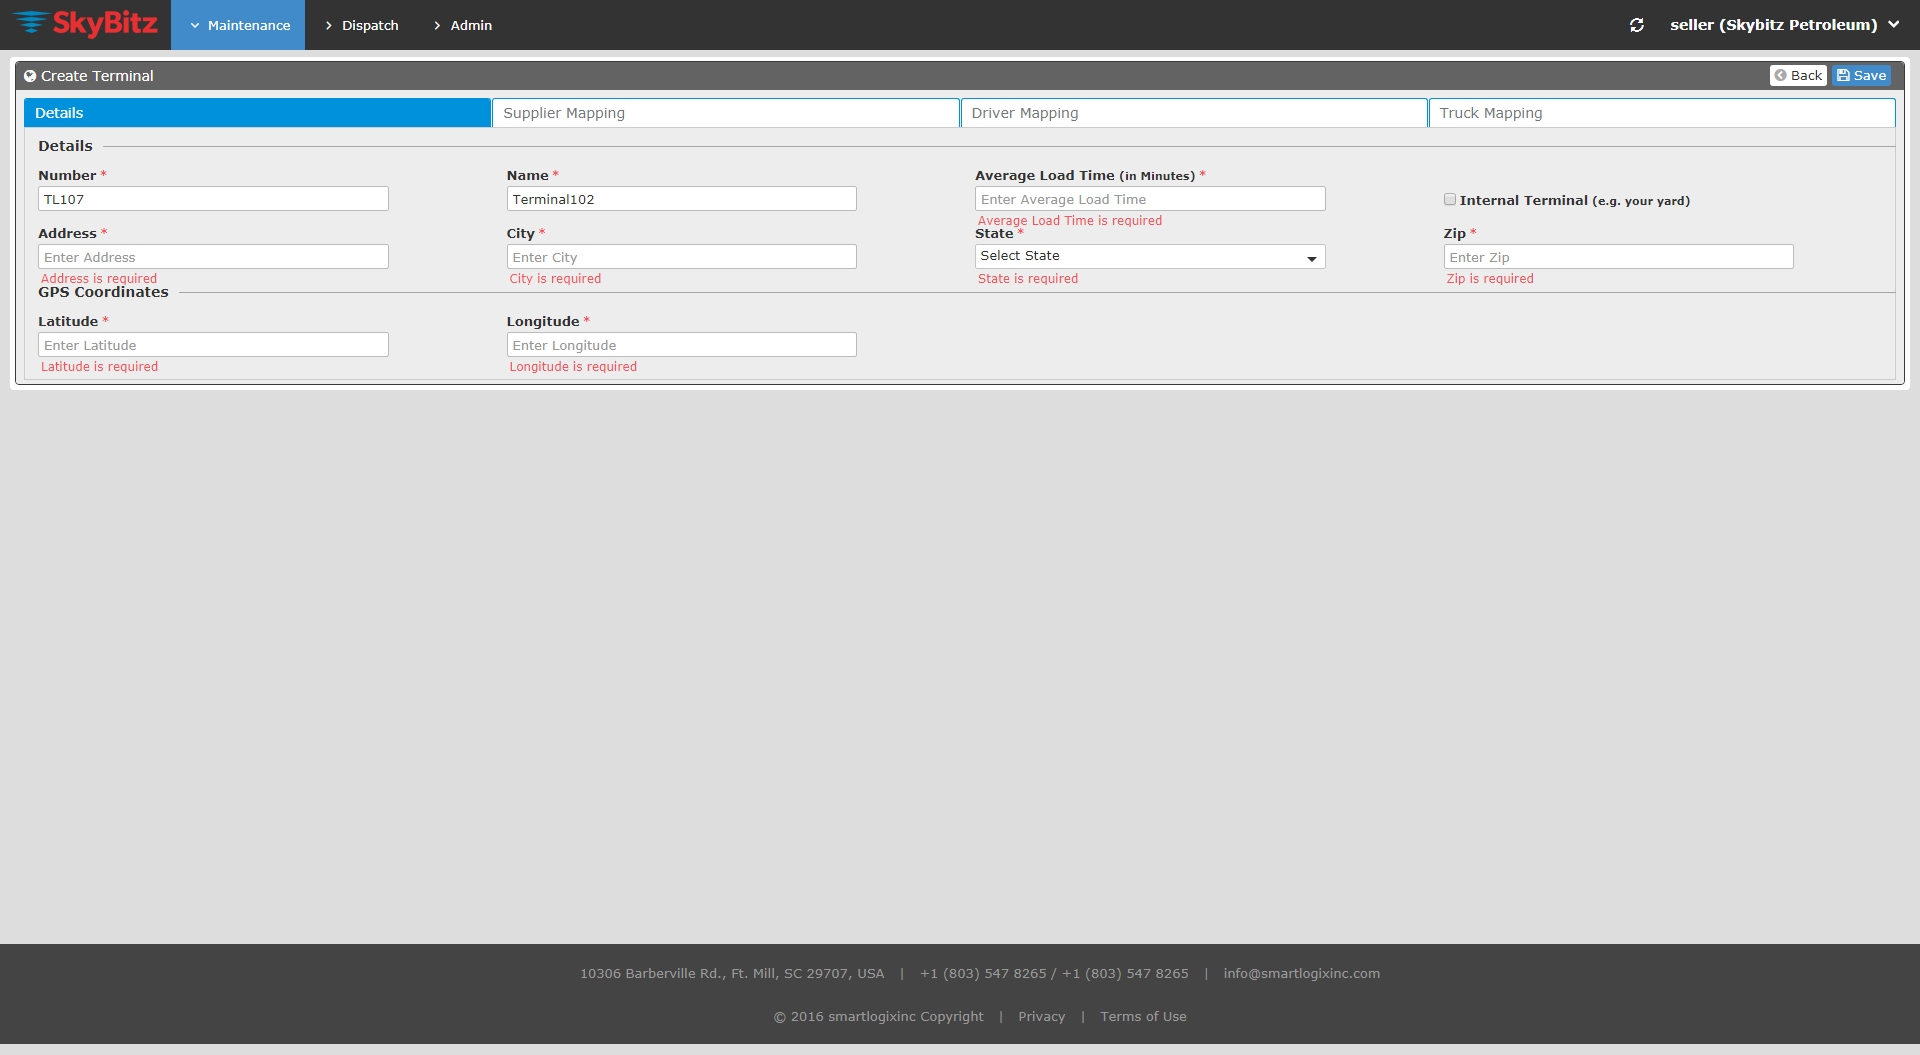 SkyBitz Maintenance Dispatch Admin seller (Skybitz Petroleum)
Create Terminal Back Save
Details Supplier Mapping Driver Mapping Truck Mapping
Details
Number * Name * Average Load Time (in Minutes) *
TL107 Terminal102 Enter Average Load Time Internal Terminal (e.g. your yard)
Average Load Time is required
Address * City * State * Zip *
Enter Address Enter City Select State Enter Zip
Address is required City is required State is required Zip is required
GPS Coordinates
Latitude * Longitude *
Enter Latitude Enter Longitude
Latitude is required Longitude is required
10306 Barberville Rd., Ft. Mill, SC 29707, USA | +1 (803) 547 8265 / +1 (803) 547 8265 | info@smartlogixinc.com
© 2016 smartlogixinc Copyright | Privacy | Terms of Use